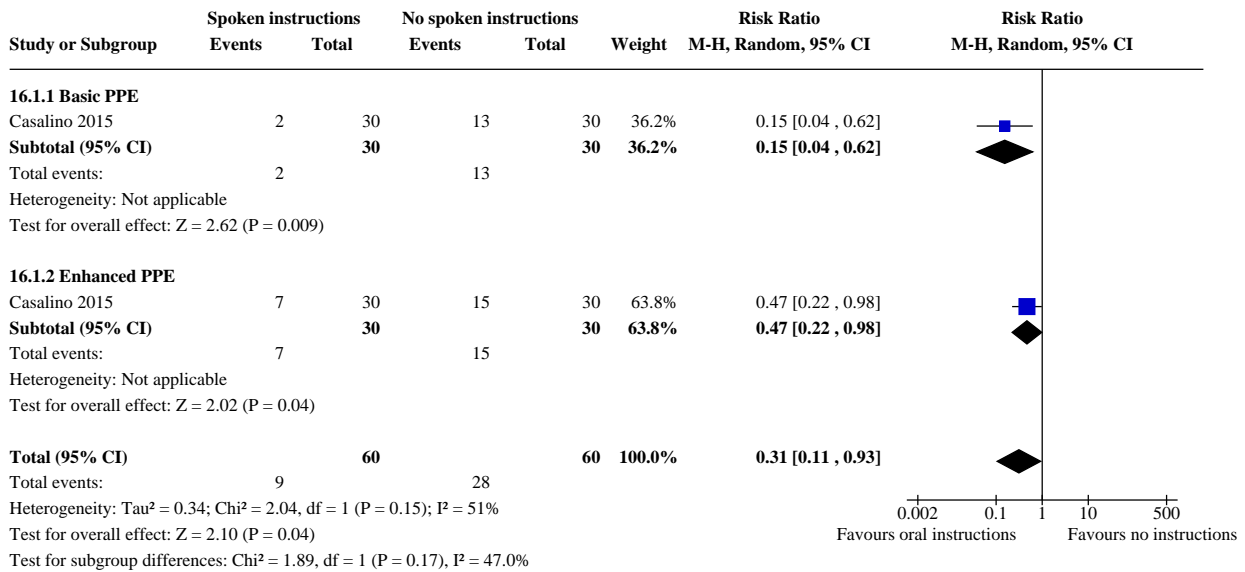 Spoken instructions No spoken instructions Risk Ratio Risk Ratio
Study or Subgroup Events Total Events Total Weight M-H, Random, 95% CI M-H, Random, 95% CI
16.1.1 Basic PPE
Casalino 2015 2 30 13 30 36.2% 0.15 [0.04 , 0.62]
Subtotal (95% CI) 30 30 36.2% 0.15 [0.04 , 0.62]
Total events: 2 13
Heterogeneity: Not applicable
Test for overall effect: Z = 2.62 (P = 0.009)
16.1.2 Enhanced PPE
Casalino 2015 7 30 15 30 63.8% 0.47 [0.22 , 0.98]
Subtotal (95% CI) 30 30 63.8% 0.47 [0.22 , 0.98]
Total events: 7 15
Heterogeneity: Not applicable
Test for overall effect: Z = 2.02 (P = 0.04)
Total (95% CI) 60 60 100.0% 0.31 [0.11 , 0.93]
Total events: 9 28
Heterogeneity: Tau² = 0.34; Chi² = 2.04, df = 1 (P = 0.15); I² = 51%
0.002 0.1 1 10 500
Test for overall effect: Z = 2.10 (P = 0.04) Favours oral instructions Favours no instructions
Test for subgroup differences: Chi² = 1.89, df = 1 (P = 0.17), I² = 47.0%